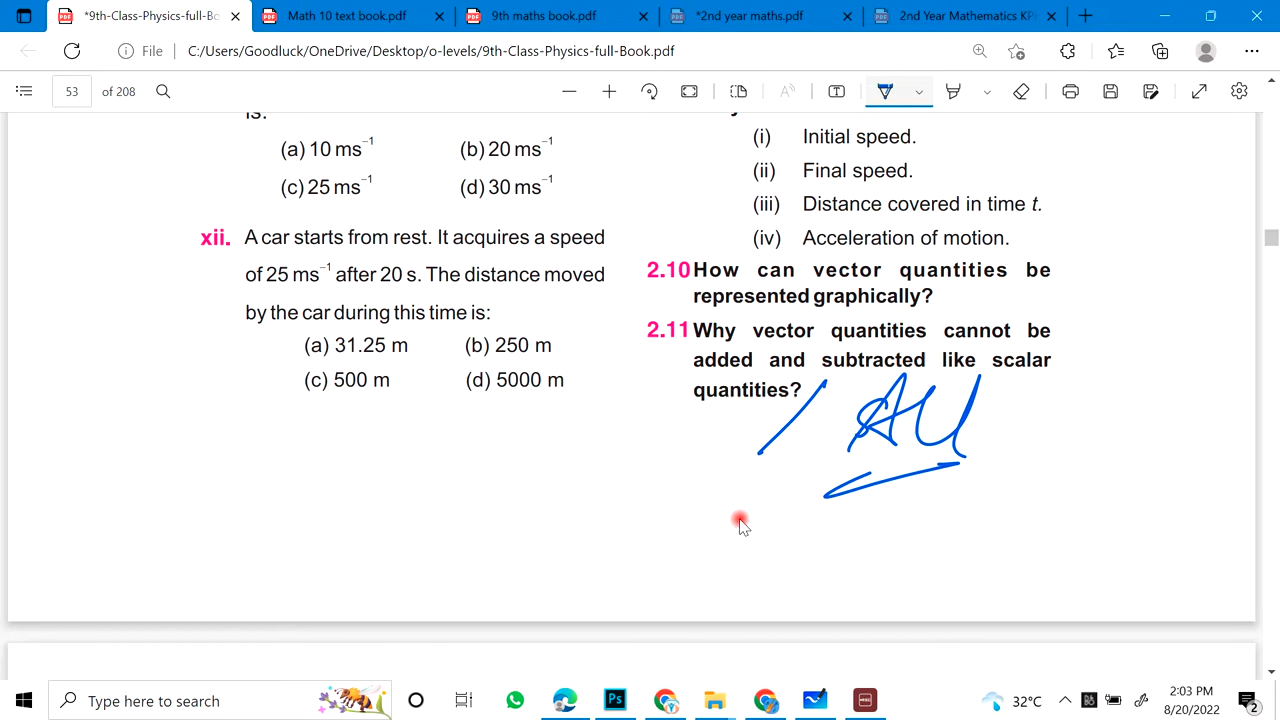 *9th-Class-Physics-full-Bo
Math 10 text book.pdf
9th maths book.pdf
*2nd year maths.pdf
2nd Year Mathematics KP
File
C:/Users/Goodluck/OneDrive/Desktop/o-levels/9th-Class-Physics-full-Book.pdf
53 of 208
is:
(a) 10 ms⁻¹ (b) 20 ms⁻¹
(c) 25 ms⁻¹ (d) 30 ms⁻¹
xii. A car starts from rest. It acquires a speed
of 25 ms⁻¹ after 20 s. The distance moved
by the car during this time is:
(a) 31.25 m (b) 250 m
(c) 500 m (d) 5000 m
(i) Initial speed.
(ii) Final speed.
(iii) Distance covered in time t.
(iv) Acceleration of motion.
2.10 How can vector quantities be
represented graphically?
2.11 Why vector quantities cannot be
added and subtracted like scalar
quantities?
Type here to search
32°C
2:03 PM
8/20/2022
2